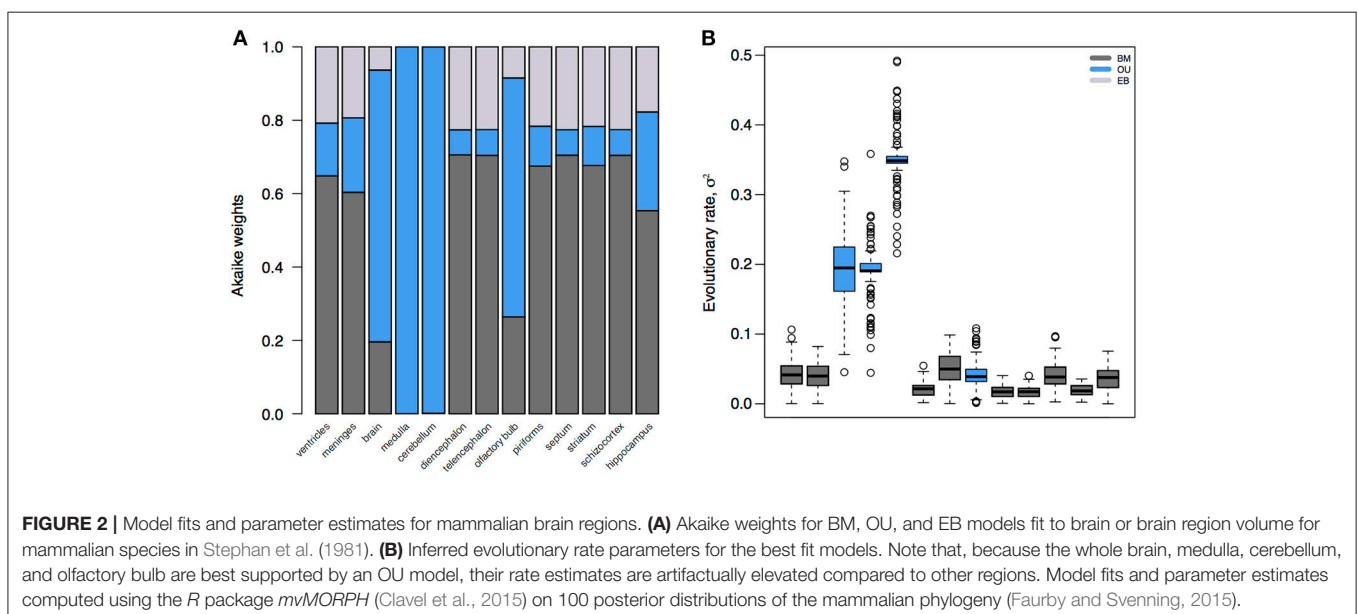 A
1.0
0.8
0.6
0.4
0.2
0.0
Akaike weights
ventricles
meninges
brain
medulla
cerebellum
diencephalon
telencephalon
olfactory bulb
piriforms
septum
striatum
schizocortex
hippocampus
B
0.5
0.4
0.3
0.2
0.1
0.0
Evolutionary rate, σ²
BM
OU
EB
FIGURE 2 | Model fits and parameter estimates for mammalian brain regions. (A) Akaike weights for BM, OU, and EB models fit to brain or brain region volume for
mammalian species in Stephan et al. (1981). (B) Inferred evolutionary rate parameters for the best fit models. Note that, because the whole brain, medulla, cerebellum,
and olfactory bulb are best supported by an OU model, their rate estimates are artifactually elevated compared to other regions. Model fits and parameter estimates
computed using the R package mvMORPH (Clavel et al., 2015) on 100 posterior distributions of the mammalian phylogeny (Faurby and Svenning, 2015).